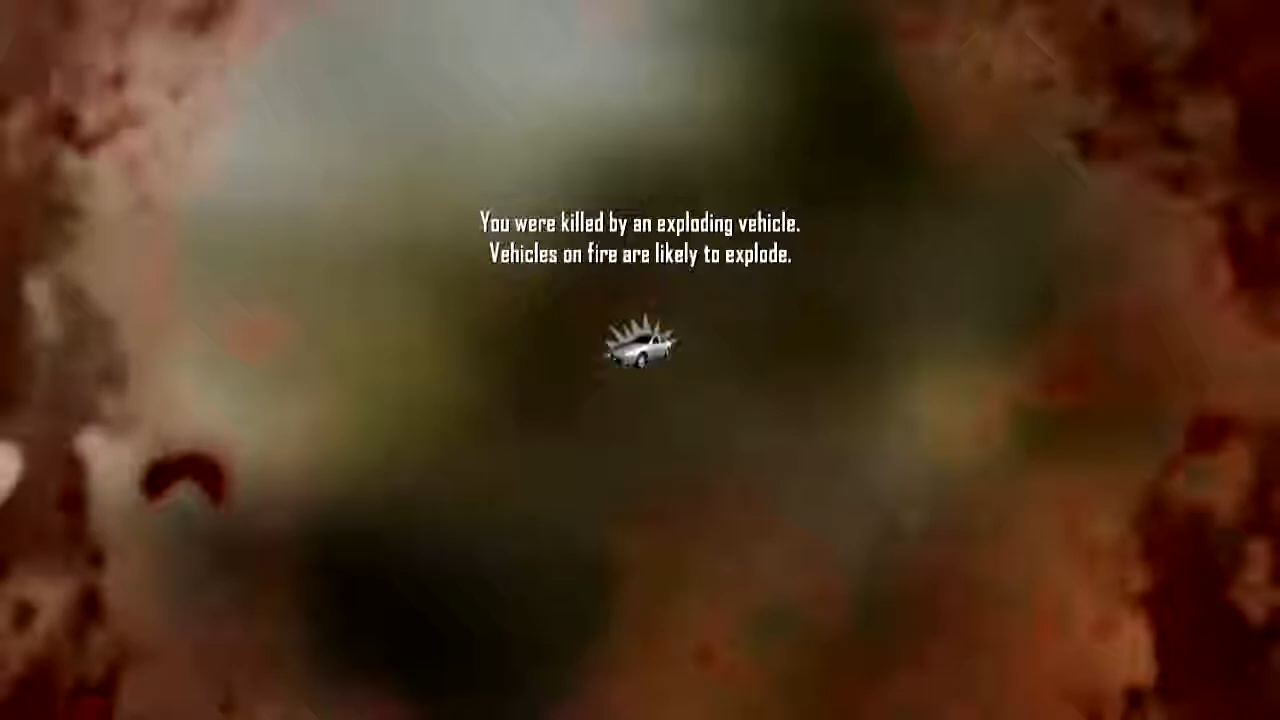 You were killed by an exploding vehicle.
Vehicles on fire are likely to explode.